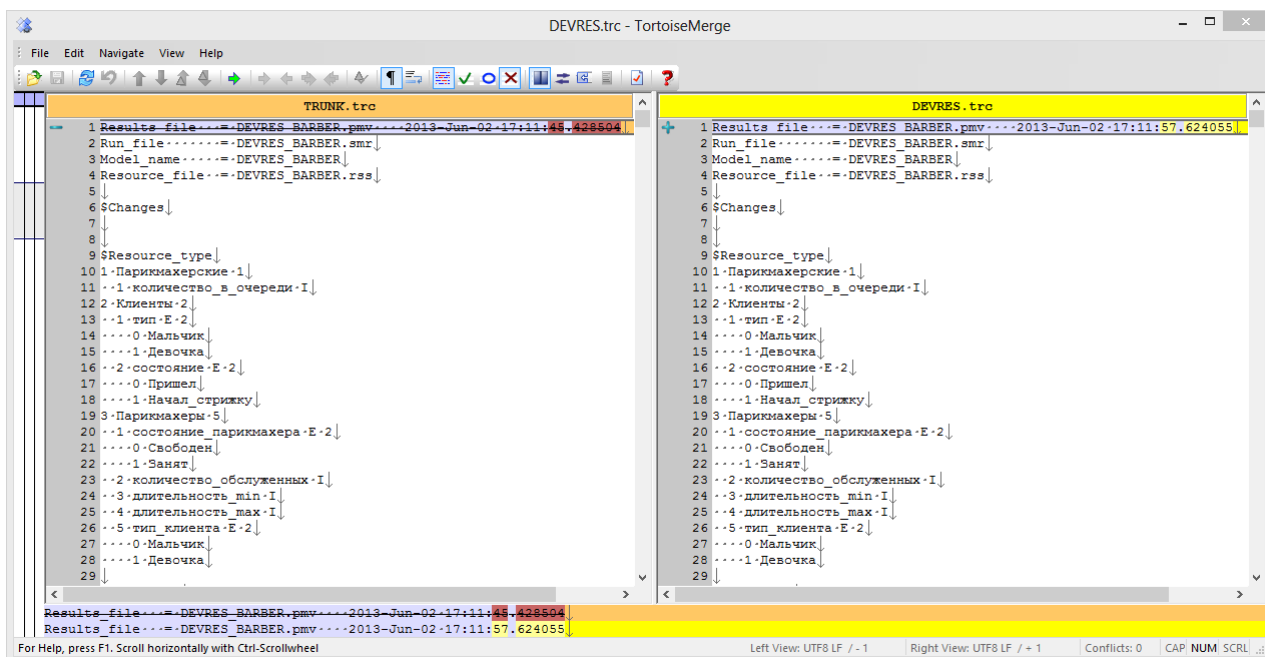 DEVRES.trc - TortoiseMerge
File Edit Navigate View Help
TRUNK.trc
1 Results_file···=·DEVRES_BARBER.pmv····2013-Jun-02·17:11:45.428504↓
2 Run_file·······=·DEVRES_BARBER.smr↓
3 Model_name·····=·DEVRES_BARBER↓
4 Resource_file··=·DEVRES_BARBER.rss↓
5 ↓
6 $Changes↓
7 ↓
8 ↓
9 $Resource_type↓
10 1·Парикмахерские·1↓
11 ··1·количество_в_очереди·I↓
12 2·Клиенты·2↓
13 ··1·тип·E·2↓
14 ····0·Мальчик↓
15 ····1·Девочка↓
16 ··2·состояние·E·2↓
17 ····0·Пришел↓
18 ····1·Начал_стрижку↓
19 3·Парикмахеры·5↓
20 ··1·состояние_парикмахера·E·2↓
21 ····0·Свободен↓
22 ····1·Занят↓
23 ··2·количество_обслуженных·I↓
24 ··3·длительность_min·I↓
25 ··4·длительность_max·I↓
26 ··5·тип_клиента·E·2↓
27 ····0·Мальчик↓
28 ····1·Девочка↓
29 ↓
DEVRES.trc
1 Results_file···=·DEVRES_BARBER.pmv····2013-Jun-02·17:11:57.624055↓
2 Run_file·······=·DEVRES_BARBER.smr↓
3 Model_name·····=·DEVRES_BARBER↓
4 Resource_file··=·DEVRES_BARBER.rss↓
5 ↓
6 $Changes↓
7 ↓
8 ↓
9 $Resource_type↓
10 1·Парикмахерские·1↓
11 ··1·количество_в_очереди·I↓
12 2·Клиенты·2↓
13 ··1·тип·E·2↓
14 ····0·Мальчик↓
15 ····1·Девочка↓
16 ··2·состояние·E·2↓
17 ····0·Пришел↓
18 ····1·Начал_стрижку↓
19 3·Парикмахеры·5↓
20 ··1·состояние_парикмахера·E·2↓
21 ····0·Свободен↓
22 ····1·Занят↓
23 ··2·количество_обслуженных·I↓
24 ··3·длительность_min·I↓
25 ··4·длительность_max·I↓
26 ··5·тип_клиента·E·2↓
27 ····0·Мальчик↓
28 ····1·Девочка↓
29 ↓
Results_file···=·DEVRES_BARBER.pmv····2013-Jun-02·17:11:45.428504↓
Results_file···=·DEVRES_BARBER.pmv····2013-Jun-02·17:11:57.624055↓
For Help, press F1. Scroll horizontally with Ctrl-Scrollwheel Left View: UTF8 LF / - 1 Right View: UTF8 LF / + 1 Conflicts: 0 CAP NUM SCRL